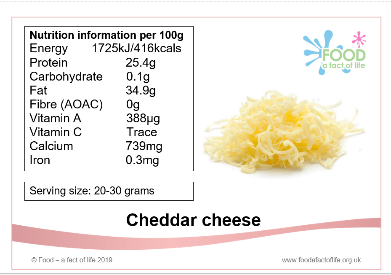 Nutrition information per 100g
Energy 1725kJ/416kcals
Protein 25.4g
Carbohydrate 0.1g
Fat 34.9g
Fibre (AOAC) 0g
Vitamin A 388µg
Vitamin C Trace
Calcium 739mg
Iron 0.3mg
Serving size: 20-30 grams
FOOD
a fact of life
Cheddar cheese
© Food – a fact of life 2019
www.foodafactoflife.org.uk